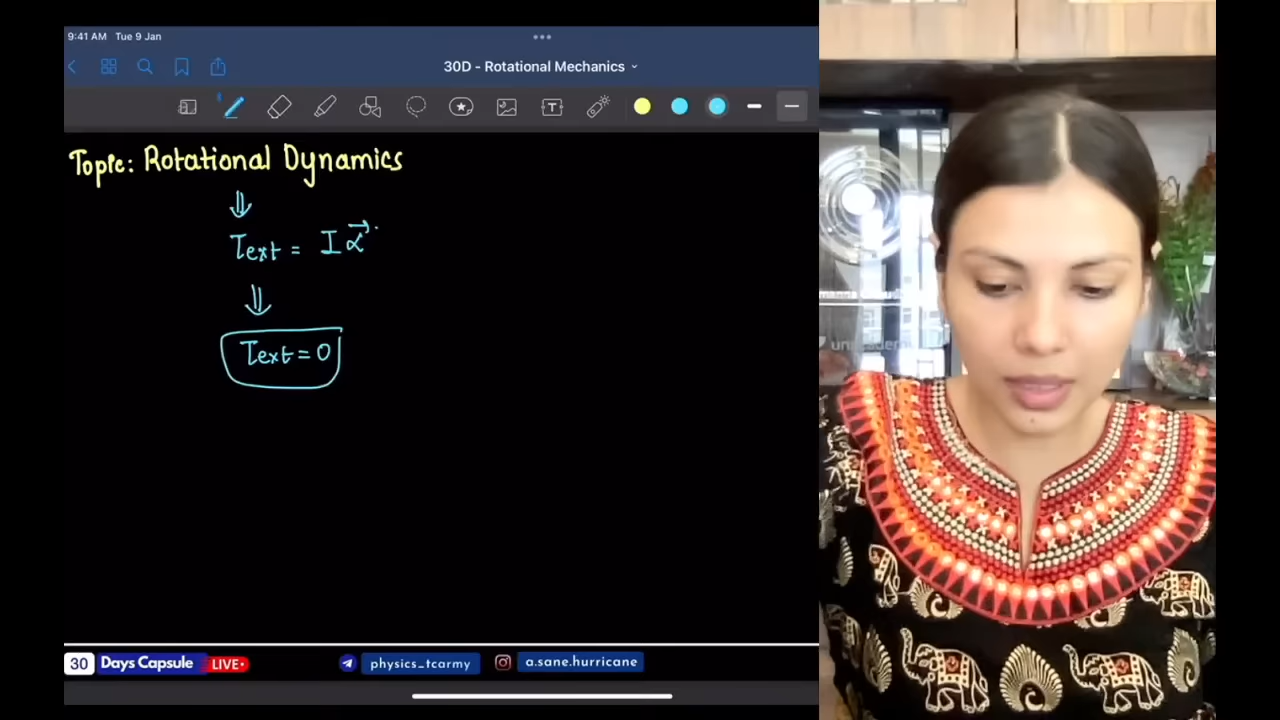 9:41 AM Tue 9 Jan
30D - Rotational Mechanics
Topic: Rotational Dynamics
⇓
τext = I α⃗
⇓
τext = 0
30 Days Capsule LIVE
physics_tcarmy
a.sane.hurricane